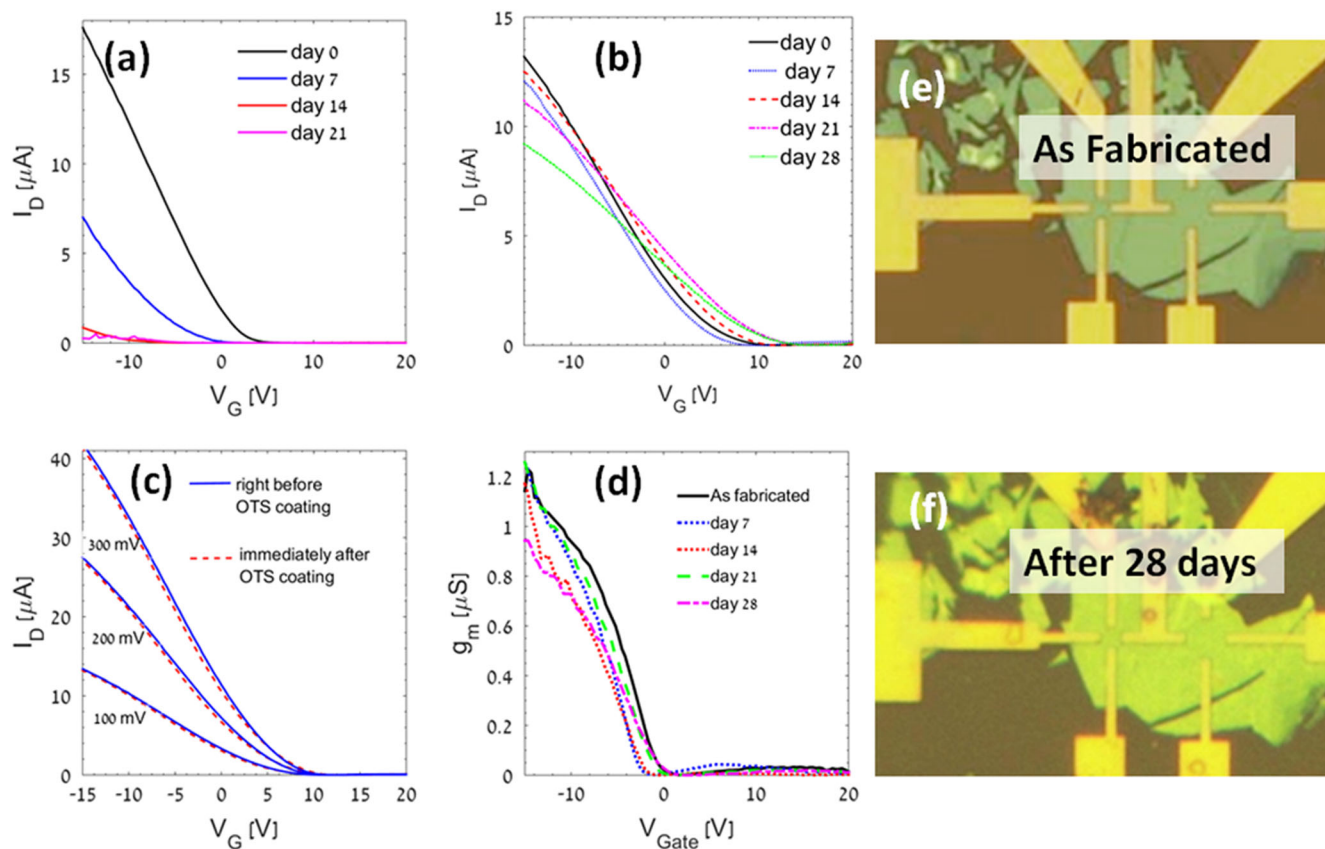 (a)
day 0
day 7
day 14
day 21
15
10
5
0
I_D [μA]
-10
0
10
20
V_G [V]
(b)
day 0
day 7
day 14
day 21
day 28
15
10
5
0
I_D [μA]
-10
0
10
20
V_G [V]
(e)
As Fabricated
(c)
right before
OTS coating
immediately after
OTS coating
300 mV
200 mV
100 mV
40
30
20
10
0
I_D [μA]
-15
-10
-5
0
5
10
15
20
V_G [V]
(d)
As fabricated
day 7
day 14
day 21
day 28
1.2
1
0.8
0.6
0.4
0.2
0
g_m [μS]
-10
0
10
20
V_Gate [V]
(f)
After 28 days